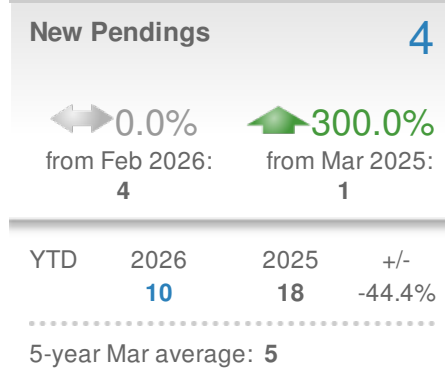 New Pendings 4
0.0% 300.0%
from Feb 2026: from Mar 2025:
4 1
YTD 2026 2025 +/-
10 18 -44.4%
5-year Mar average: 5